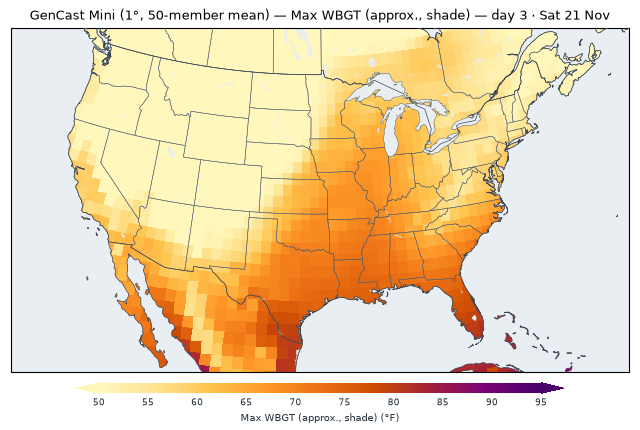 GenCast Mini (1°, 50-member mean) — Max WBGT (approx., shade) — day 3 · Sat 21 Nov
50 55 60 65 70 75 80 85 90 95
Max WBGT (approx., shade) (°F)